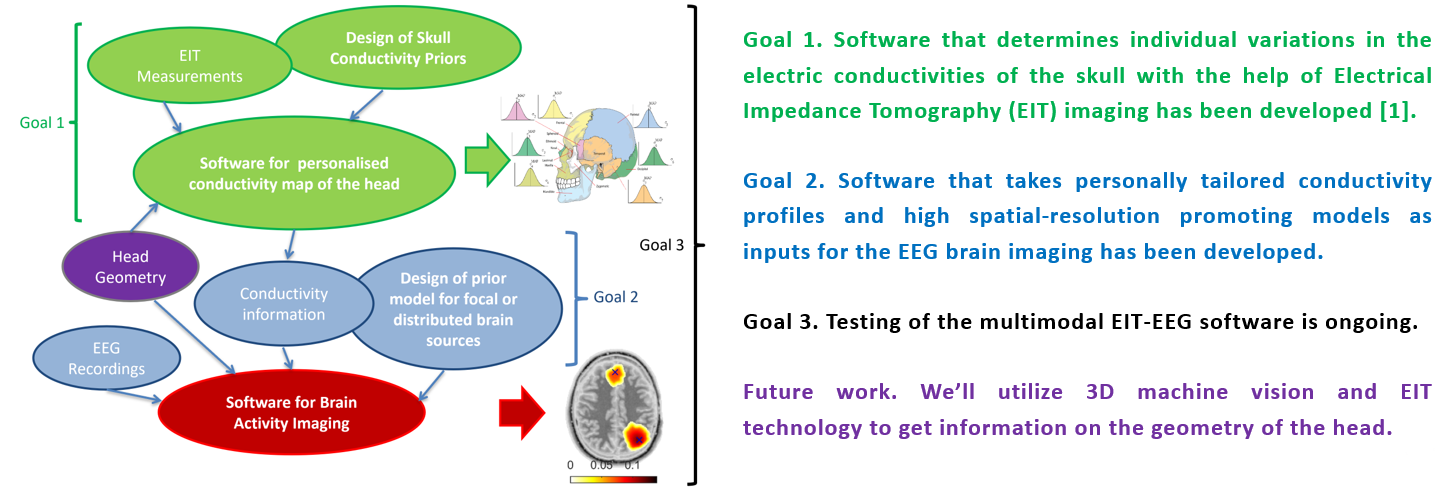 EIT
Measurements
Design of Skull
Conductivity Priors
Goal 1
Software for personalised
conductivity map of the head
Head
Geometry
Conductivity
information
Design of prior
model for focal or
distributed brain
sources
Goal 2
Goal 3
EEG
Recordings
Software for Brain
Activity Imaging
0 0.05 0.1
Goal 1. Software that determines individual variations in the
electric conductivities of the skull with the help of Electrical
Impedance Tomography (EIT) imaging has been developed [1].
Goal 2. Software that takes personally tailored conductivity
profiles and high spatial-resolution promoting models as
inputs for the EEG brain imaging has been developed.
Goal 3. Testing of the multimodal EIT-EEG software is ongoing.
Future work. We’ll utilize 3D machine vision and EIT
technology to get information on the geometry of the head.